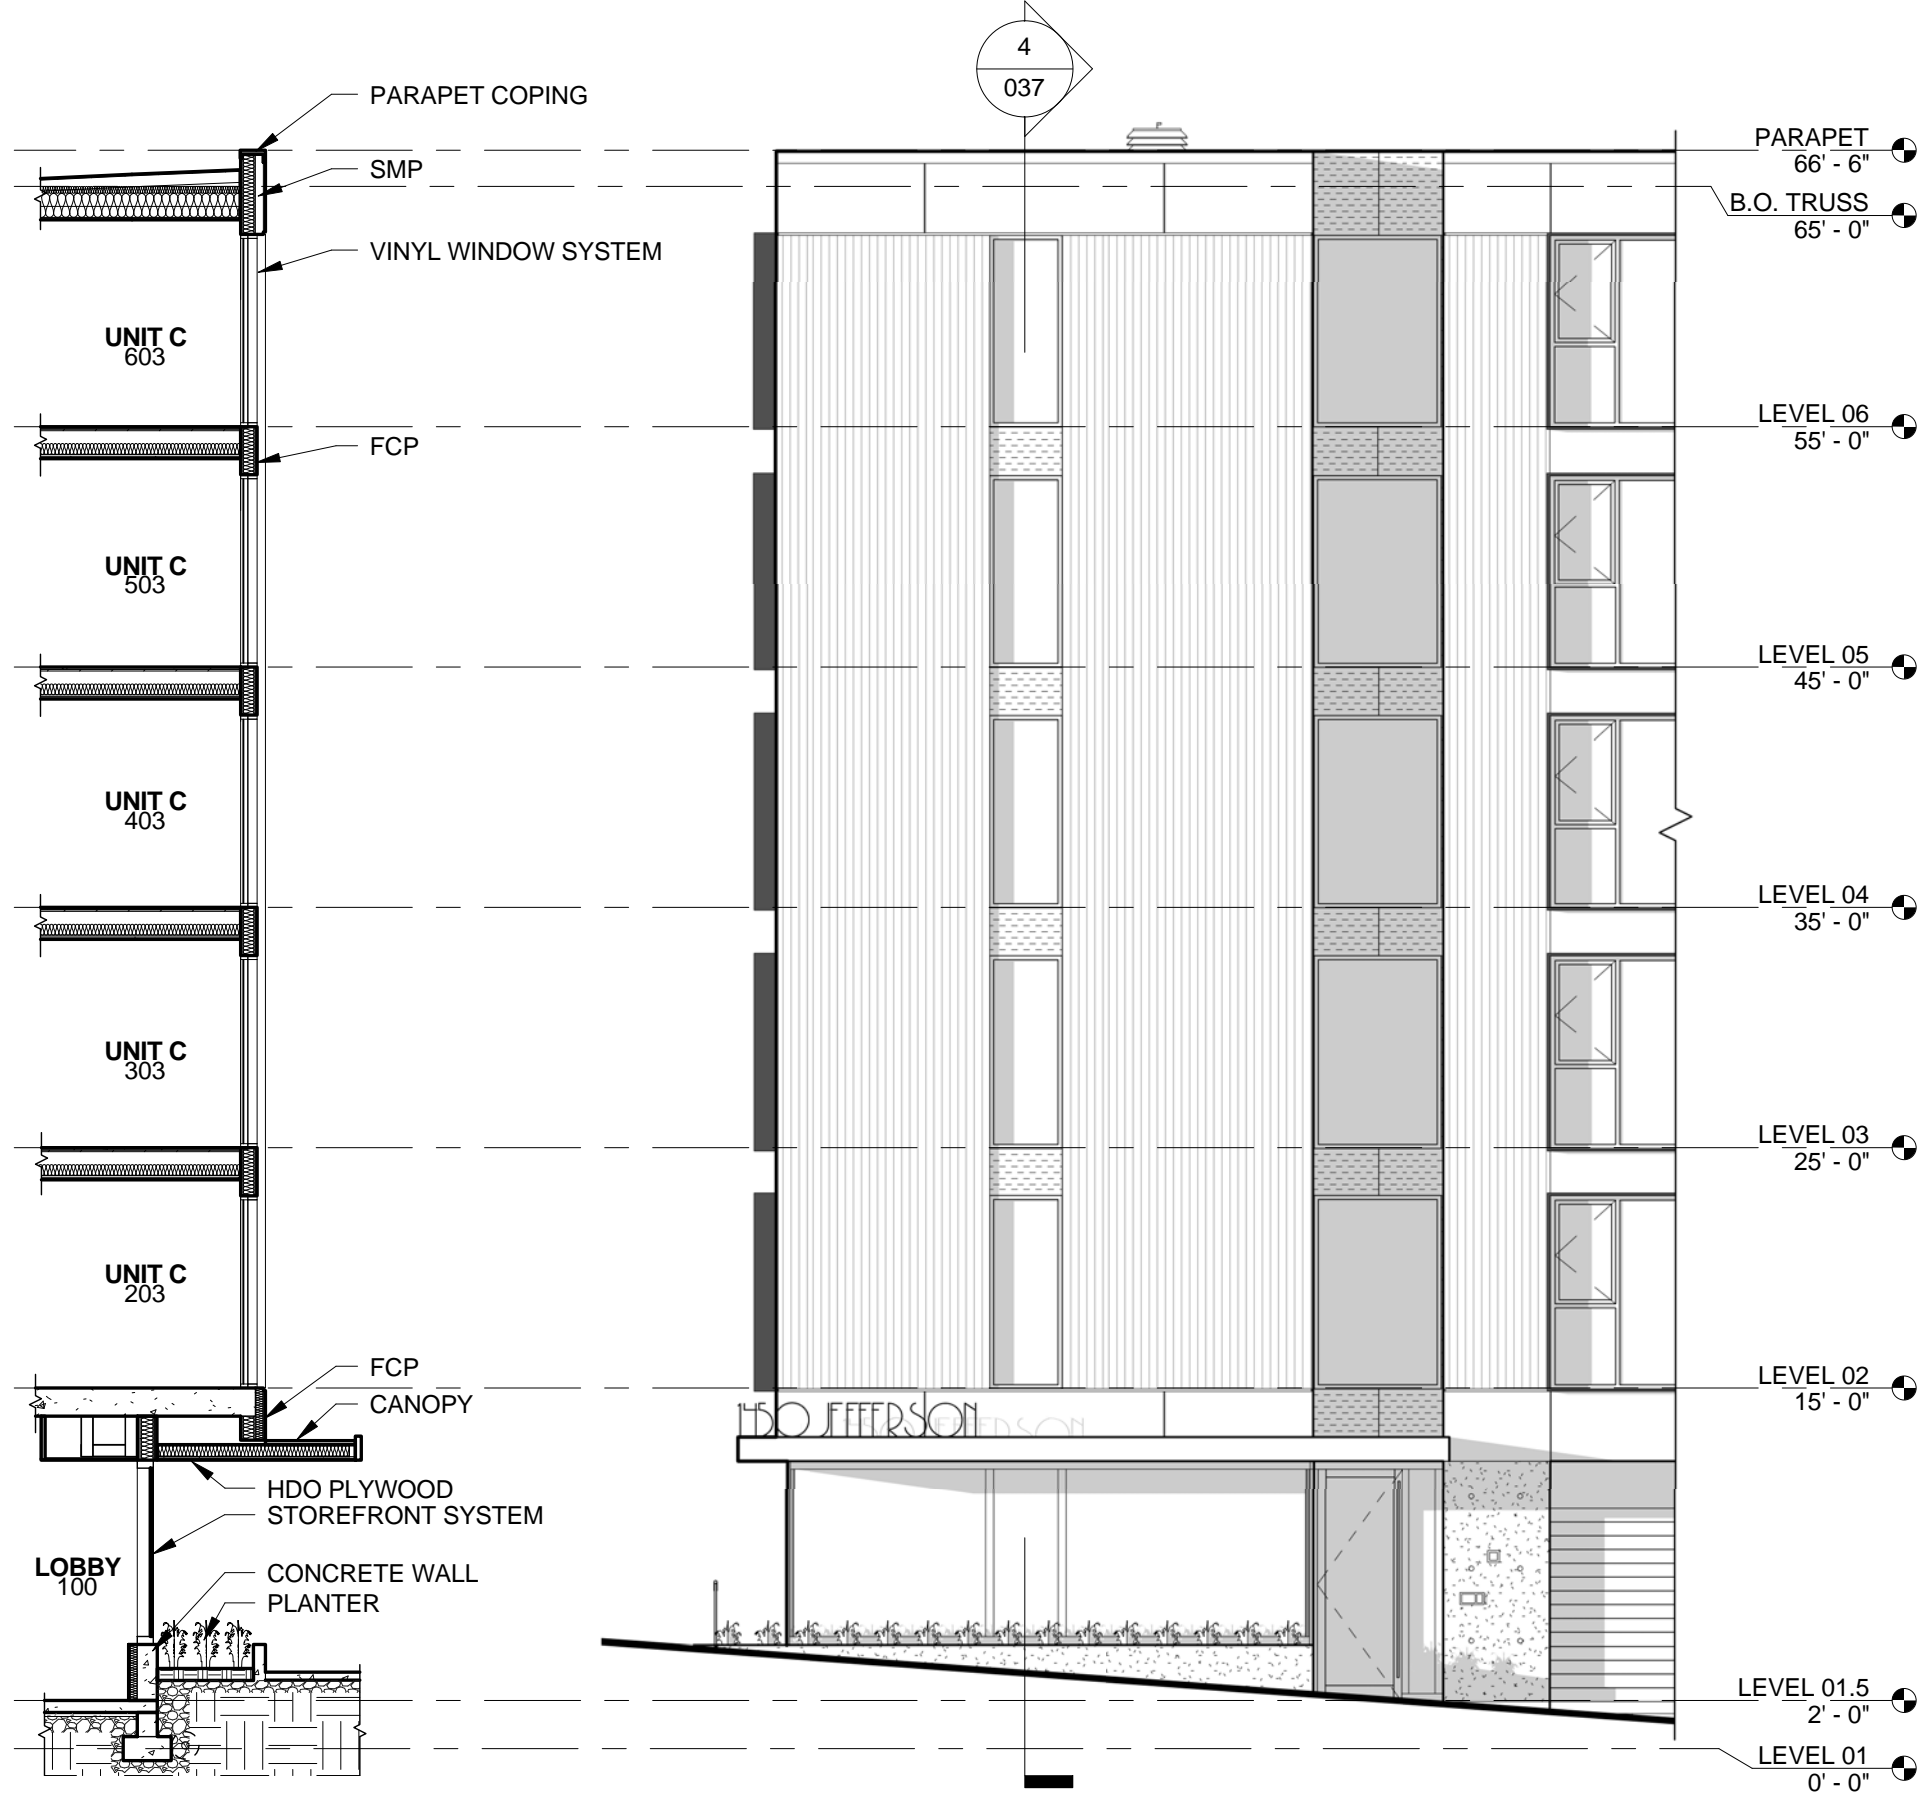 4
037
PARAPET COPING
SMP
VINYL WINDOW SYSTEM
UNIT C
603
FCP
UNIT C
503
UNIT C
403
UNIT C
303
UNIT C
203
FCP
CANOPY
HDO PLYWOOD
STOREFRONT SYSTEM
LOBBY
100
CONCRETE WALL
PLANTER
1450 JEFFERSON
PARAPET
66' - 6"
B.O. TRUSS
65' - 0"
LEVEL 06
55' - 0"
LEVEL 05
45' - 0"
LEVEL 04
35' - 0"
LEVEL 03
25' - 0"
LEVEL 02
15' - 0"
LEVEL 01.5
2' - 0"
LEVEL 01
0' - 0"